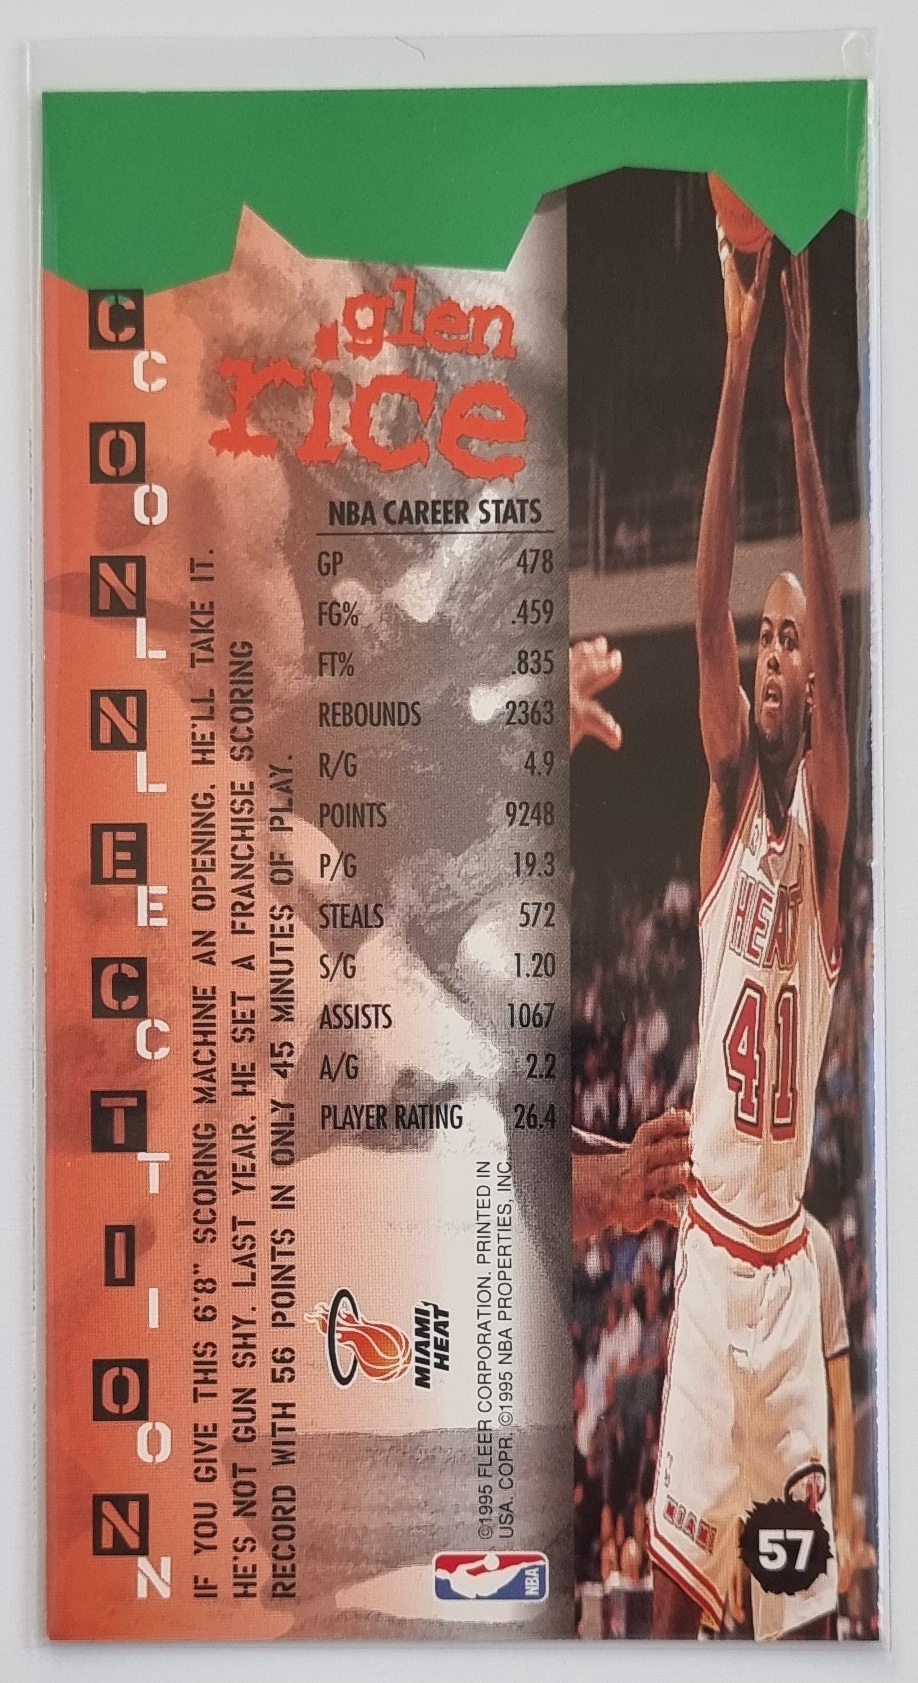 CONNECTION
COLLECTION
glen
rice
NBA CAREER STATS
GP 478
FG% .459
FT% .835
REBOUNDS 2363
R/G 4.9
POINTS 9248
P/G 19.3
STEALS 572
S/G 1.20
ASSISTS 1067
A/G 2.2
PLAYER RATING 26.4
IF YOU GIVE THIS 6'8" SCORING MACHINE AN OPENING, HE'LL TAKE IT.
HE'S NOT GUN SHY. LAST YEAR, HE SET A FRANCHISE SCORING
RECORD WITH 56 POINTS IN ONLY 45 MINUTES OF PLAY.
MIAMI
HEAT
©1995 FLEER CORPORATION. PRINTED IN
USA. COPR. ©1995 NBA PROPERTIES, INC.
NBA
HEAT
41
MIAMI
57